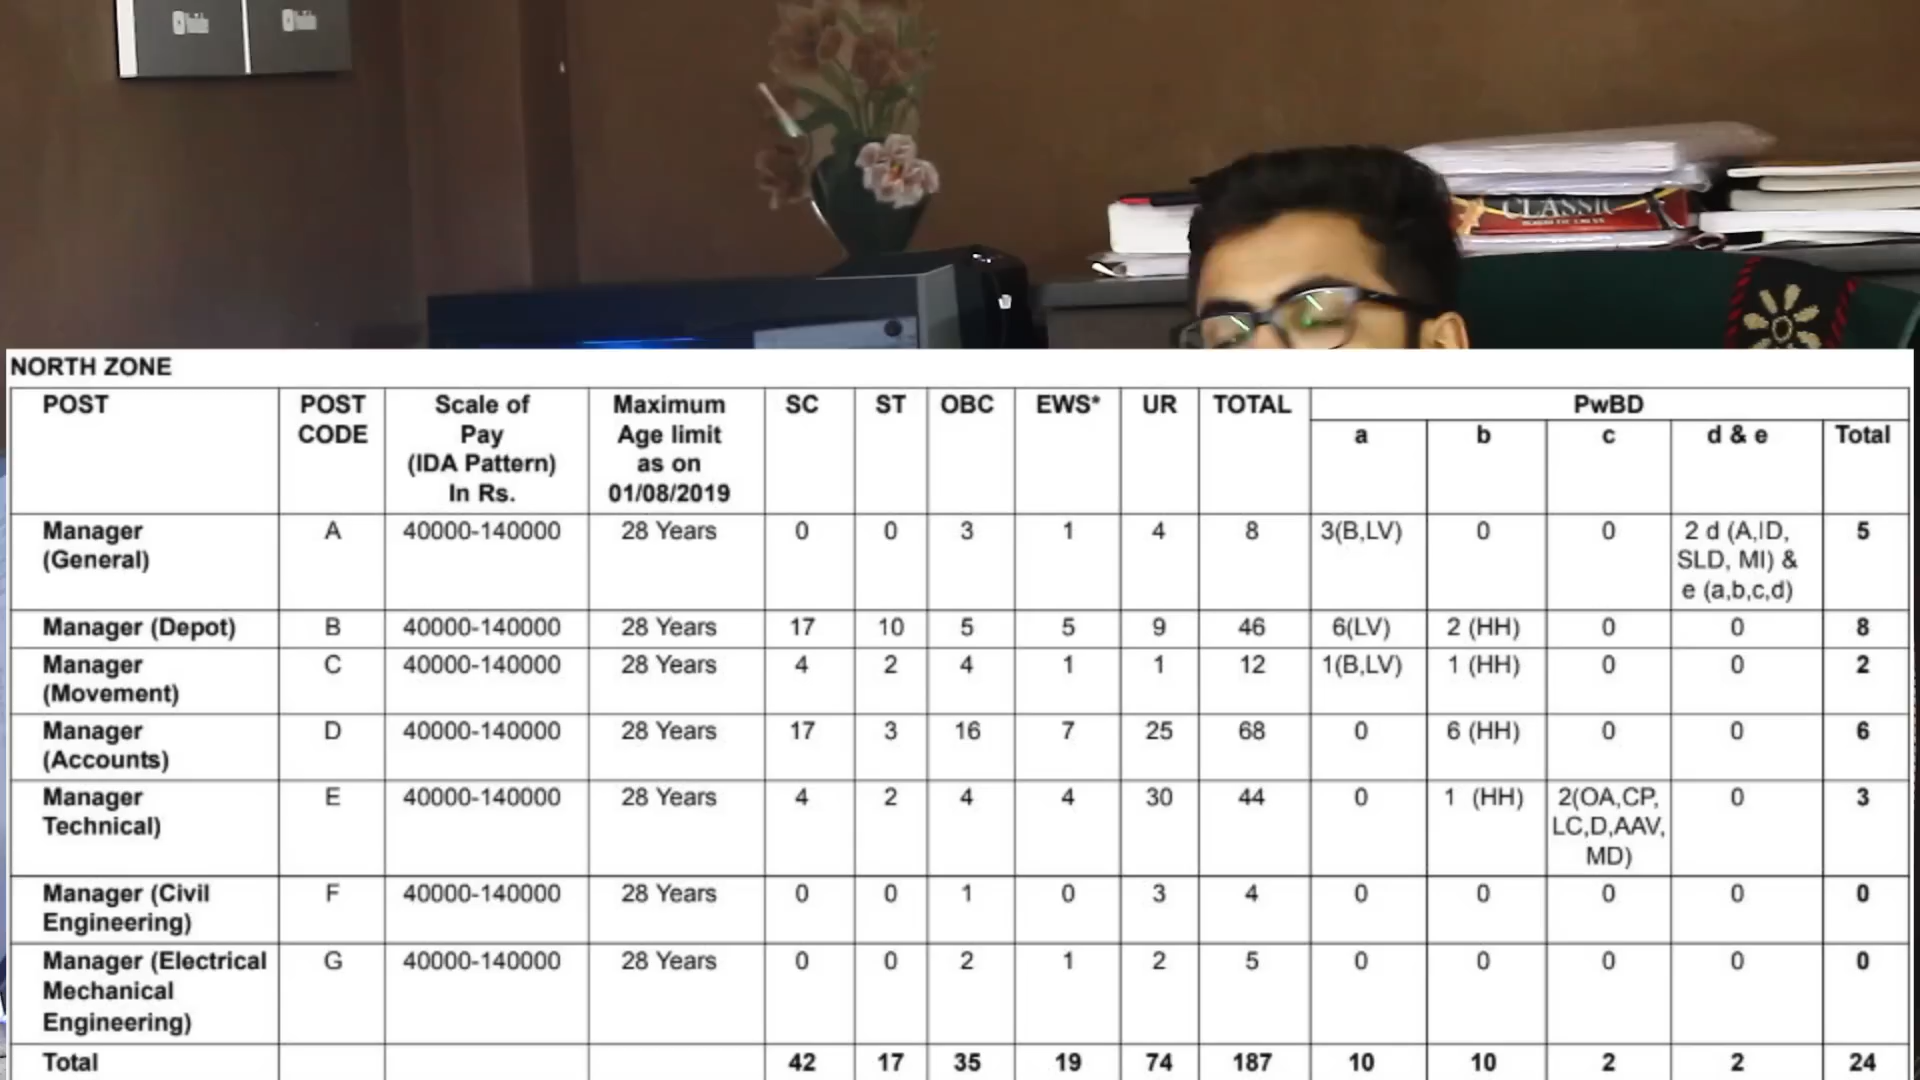 CLASSIC
NORTH ZONE
POST POST CODE Scale of Pay (IDA Pattern) In Rs. Maximum Age limit as on 01/08/2019 SC ST OBC EWS* UR TOTAL PwBD
a b c d & e Total
Manager (General) A 40000-140000 28 Years 0 0 3 1 4 8 3(B,LV) 0 0 2 d (A,ID, SLD, MI) & e (a,b,c,d) 5
Manager (Depot) B 40000-140000 28 Years 17 10 5 5 9 46 6(LV) 2 (HH) 0 0 8
Manager (Movement) C 40000-140000 28 Years 4 2 4 1 1 12 1(B,LV) 1 (HH) 0 0 2
Manager (Accounts) D 40000-140000 28 Years 17 3 16 7 25 68 0 6 (HH) 0 0 6
Manager Technical) E 40000-140000 28 Years 4 2 4 4 30 44 0 1 (HH) 2(OA,CP, LC,D,AAV, MD) 0 3
Manager (Civil Engineering) F 40000-140000 28 Years 0 0 1 0 3 4 0 0 0 0 0
Manager (Electrical Mechanical Engineering) G 40000-140000 28 Years 0 0 2 1 2 5 0 0 0 0 0
Total 42 17 35 19 74 187 10 10 2 2 24